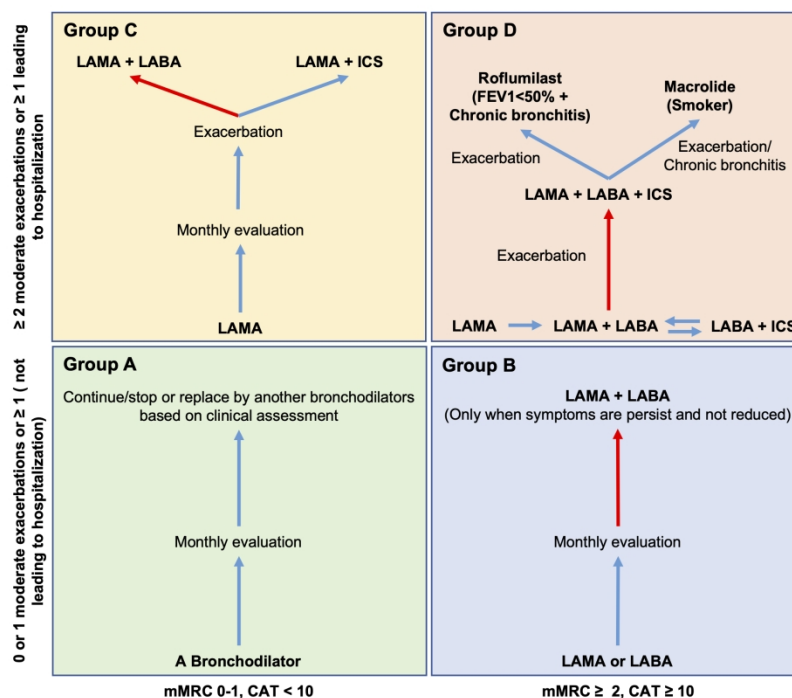 ≥ 2 moderate exacerbations or ≥ 1 leading
to hospitalization
Group C
LAMA + LABA
LAMA + ICS
Exacerbation
Monthly evaluation
LAMA
Group D
Roflumilast
(FEV1<50% +
Chronic bronchitis)
Macrolide
(Smoker)
Exacerbation
Exacerbation/
Chronic bronchitis
LAMA + LABA + ICS
Exacerbation
LAMA
LAMA + LABA
LABA + ICS
0 or 1 moderate exacerbations or ≥ 1 ( not
leading to hospitalization)
Group A
Continue/stop or replace by another bronchodilators
based on clinical assessment
Monthly evaluation
A Bronchodilator
Group B
LAMA + LABA
(Only when symptoms are persist and not reduced)
Monthly evaluation
LAMA or LABA
mMRC 0-1, CAT < 10
mMRC ≥ 2, CAT ≥ 10